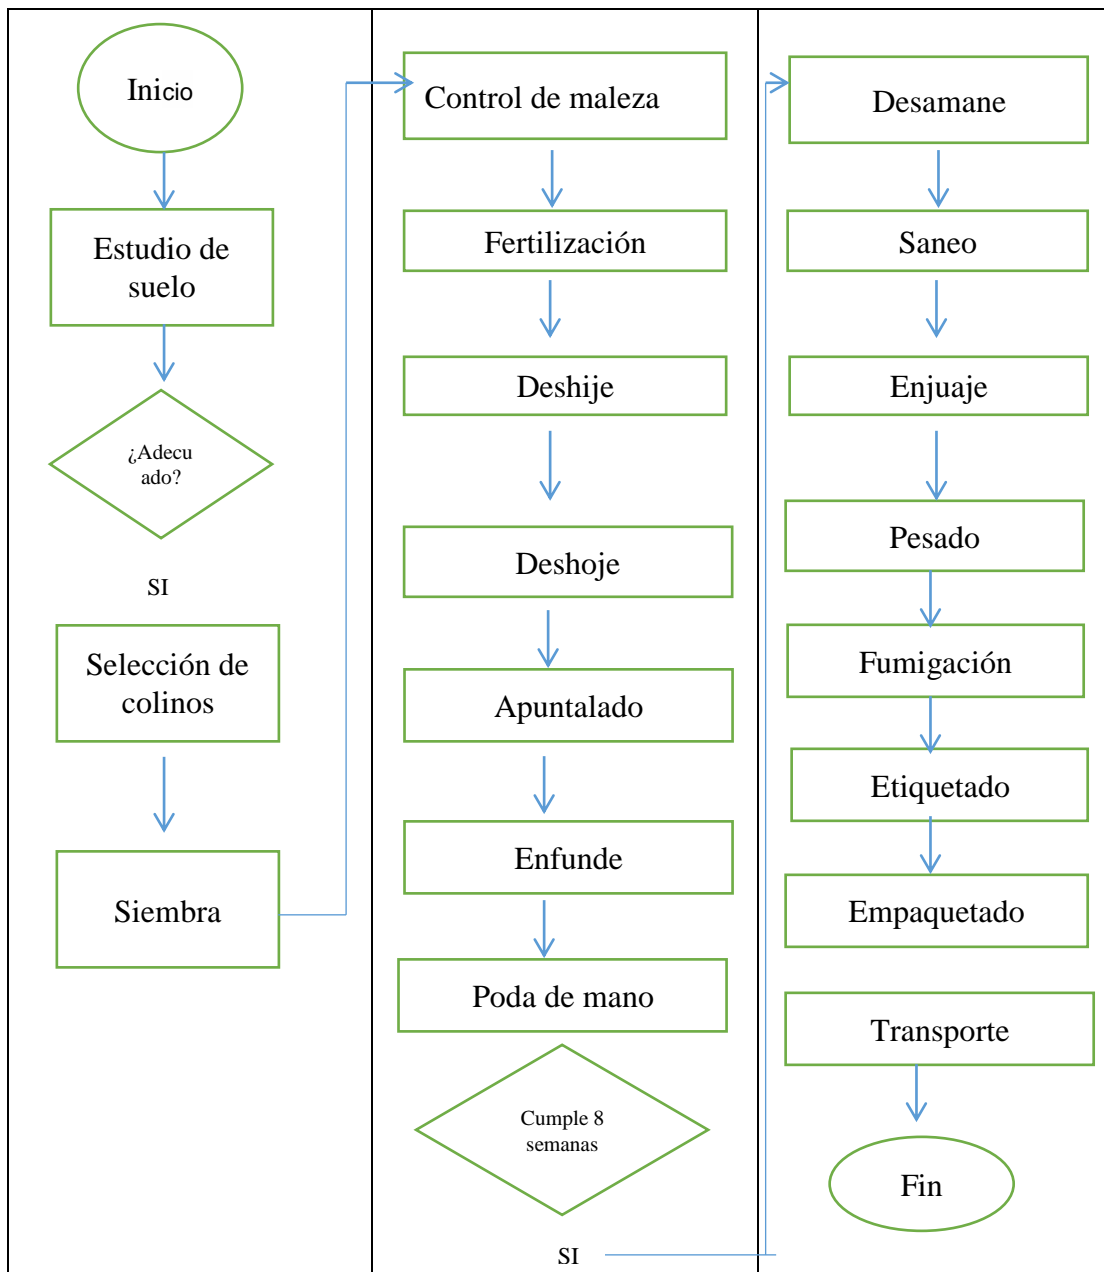 Inicio
Estudio de
suelo
¿Adecu
ado?
SI
Selección de
colinos
Siembra
Control de maleza
Fertilización
Deshije
Deshoje
Apuntalado
Enfunde
Poda de mano
Cumple 8
semanas
SI
Desamane
Saneo
Enjuaje
Pesado
Fumigación
Etiquetado
Empaquetado
Transporte
Fin